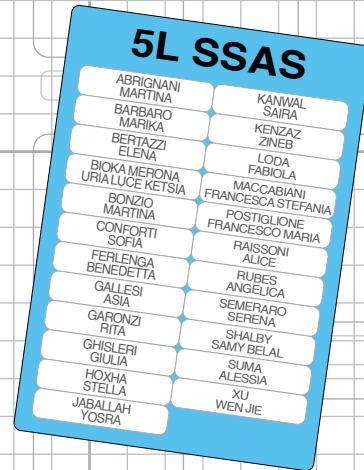 5L SSAS
ABRIGNANI
MARTINA
BARBARO
MARIKA
BERTAZZI
ELENA
BIOKA MERONA
URIA LUCE KETSIA
BONZIO
MARTINA
CONFORTI
SOFIA
FERLENGA
BENEDETTA
GALLESI
ASIA
GARONZI
RITA
GHISLERI
GIULIA
HOXHA
STELLA
JABALLAH
YOSRA
KANWAL
SAIRA
KENZAZ
ZINEB
LODA
FABIOLA
MACCABIANI
FRANCESCA STEFANIA
POSTIGLIONE
FRANCESCO MARIA
RAISSONI
ALICE
RUBES
ANGELICA
SEMERARO
SERENA
SHALBY
SAMY BELAL
SUMA
ALESSIA
XU
WEN JIE